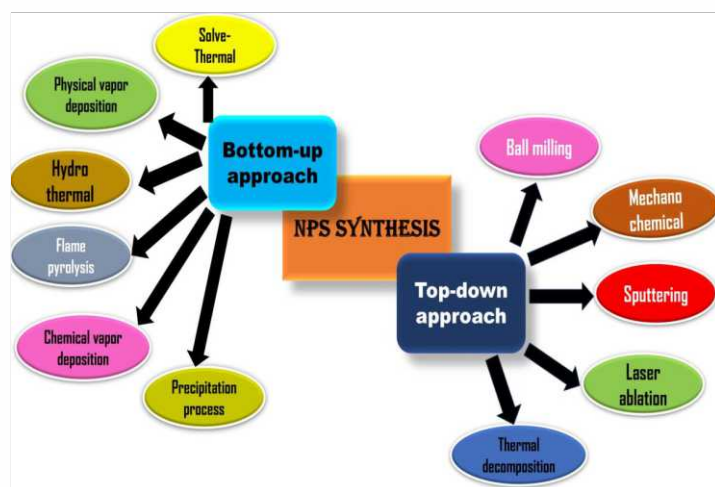 Solve-
Thermal
Physical vapor
deposition
Bottom-up
approach
Hydro
thermal
Flame
pyrolysis
Chemical vapor
deposition
Precipitation
process
NPS SYNTHESIS
Top-down
approach
Ball milling
Mechano
chemical
Sputtering
Laser
ablation
Thermal
decomposition